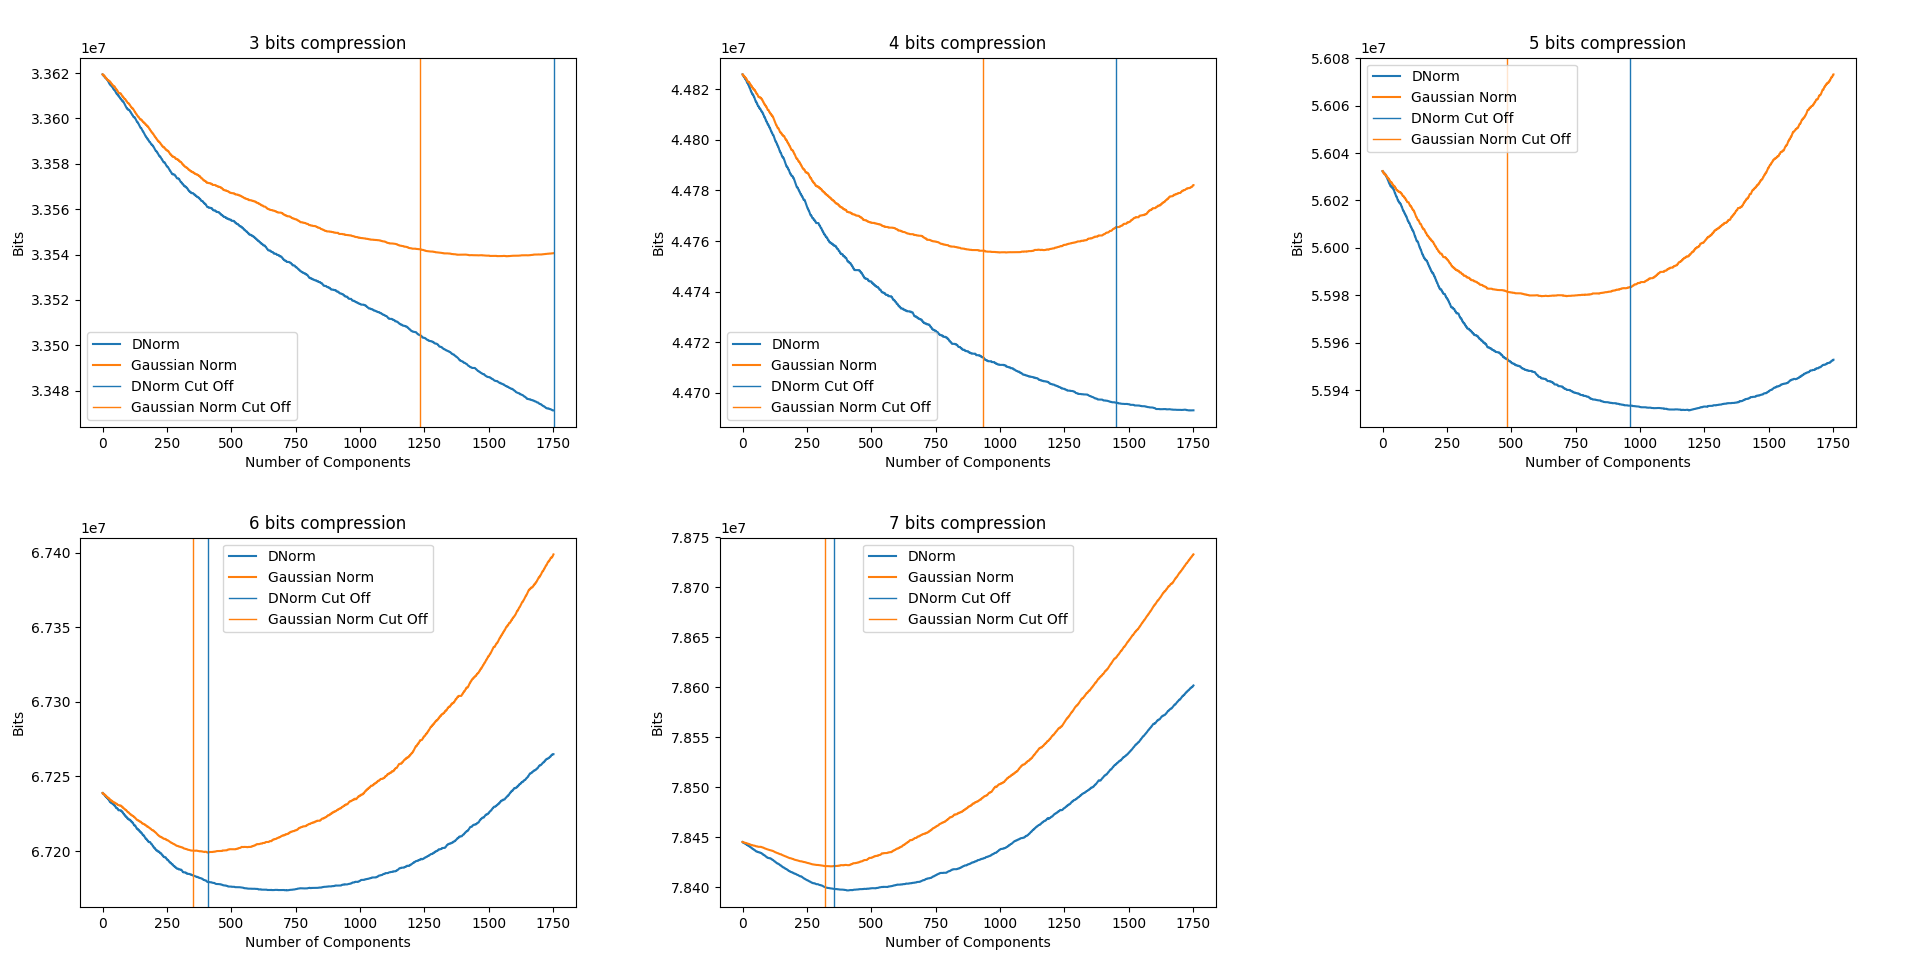 3 bits compression
1e7
3.362
3.360
3.358
3.356
3.354
3.352
3.350
3.348
Bits
DNorm
Gaussian Norm
DNorm Cut Off
Gaussian Norm Cut Off
0 250 500 750 1000 1250 1500 1750
Number of Components
4 bits compression
1e7
4.482
4.480
4.478
4.476
4.474
4.472
4.470
Bits
DNorm
Gaussian Norm
DNorm Cut Off
Gaussian Norm Cut Off
0 250 500 750 1000 1250 1500 1750
Number of Components
5 bits compression
1e7
5.608
5.606
5.604
5.602
5.600
5.598
5.596
5.594
Bits
DNorm
Gaussian Norm
DNorm Cut Off
Gaussian Norm Cut Off
0 250 500 750 1000 1250 1500 1750
Number of Components
6 bits compression
1e7
6.740
6.735
6.730
6.725
6.720
Bits
DNorm
Gaussian Norm
DNorm Cut Off
Gaussian Norm Cut Off
0 250 500 750 1000 1250 1500 1750
Number of Components
7 bits compression
1e7
7.875
7.870
7.865
7.860
7.855
7.850
7.845
7.840
Bits
DNorm
Gaussian Norm
DNorm Cut Off
Gaussian Norm Cut Off
0 250 500 750 1000 1250 1500 1750
Number of Components